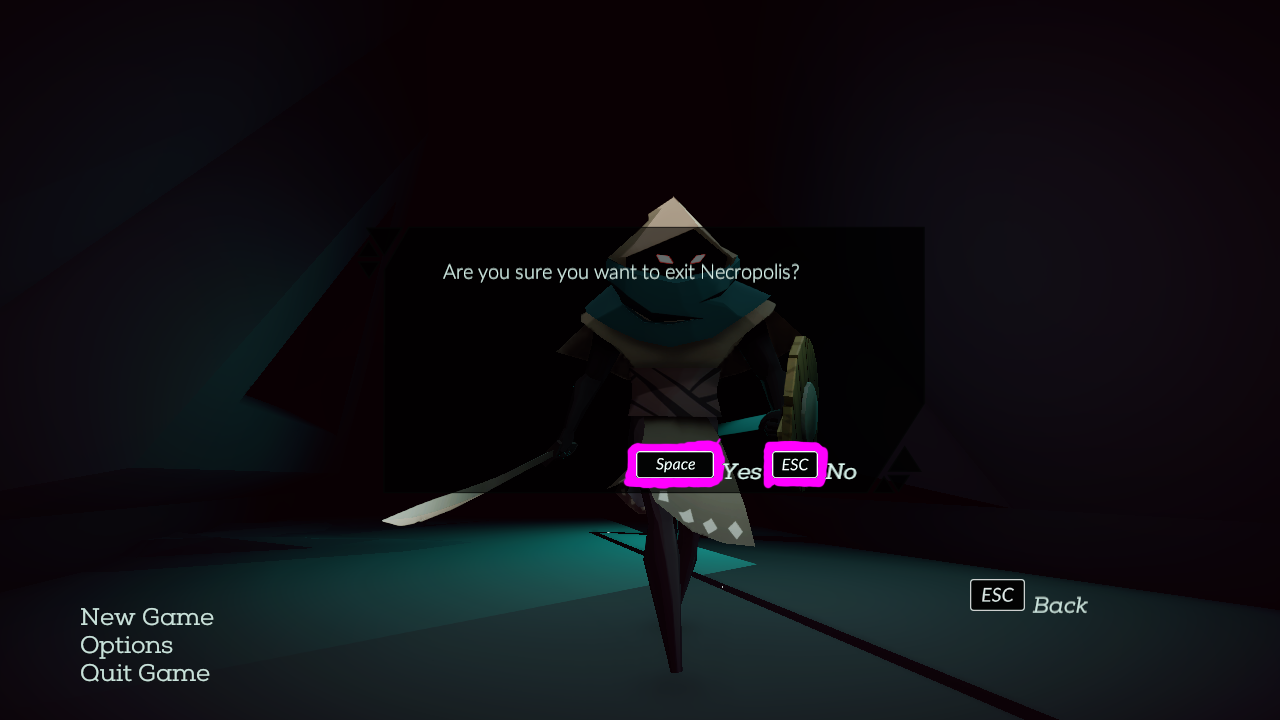 Are you sure you want to exit Necropolis?
Space Yes ESC No
ESC Back
New Game
Options
Quit Game